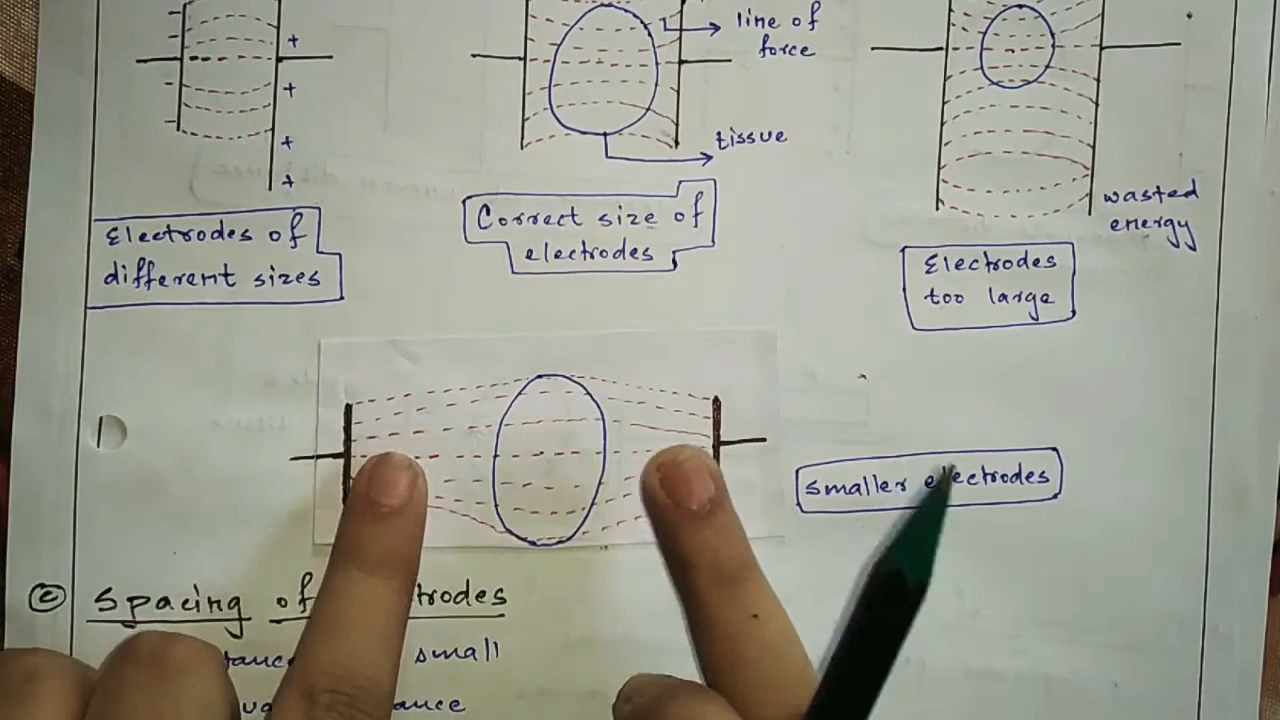 line of
force
tissue
wasted
energy
Electrodes of
different sizes
Correct size of
electrodes
Electrodes
too large
smaller electrodes
c Spacing of
small